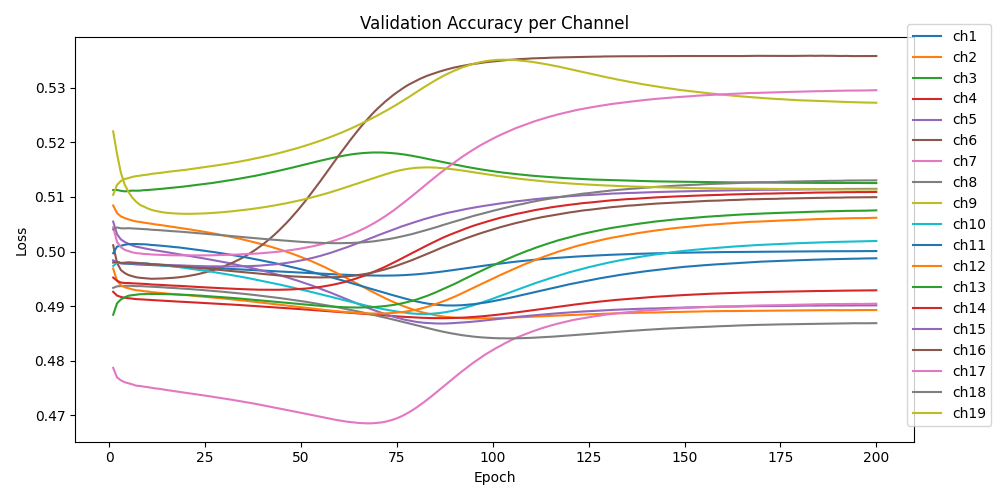 Validation Accuracy per Channel
Loss
0.53
0.52
0.51
0.50
0.49
0.48
0.47
0
25
50
75
100
125
150
175
200
Epoch
ch1
ch2
ch3
ch4
ch5
ch6
ch7
ch8
ch9
ch10
ch11
ch12
ch13
ch14
ch15
ch16
ch17
ch18
ch19